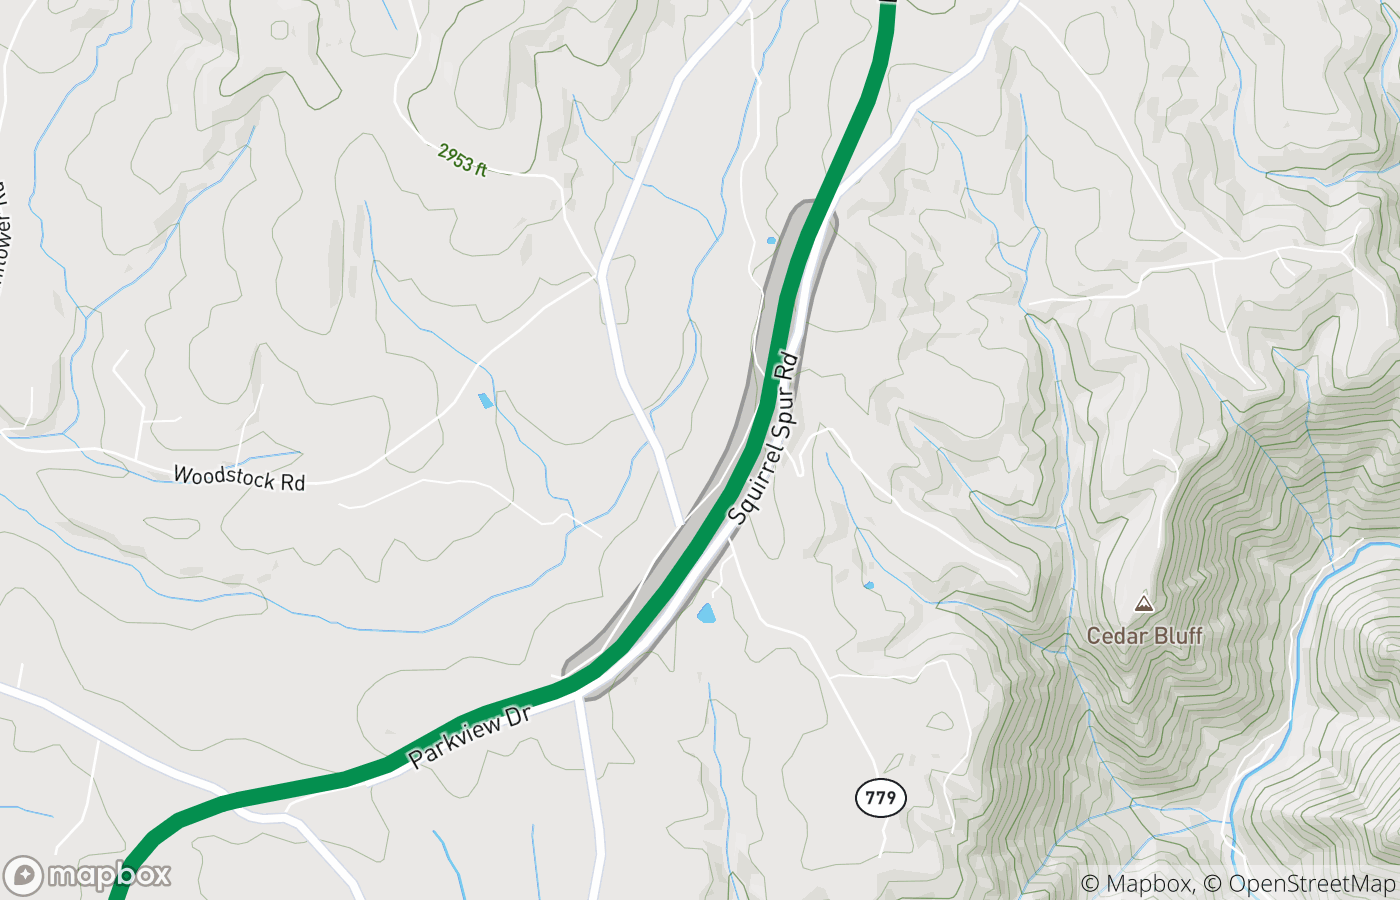 2953 ft
Squirrel Spur Rd
Woodstock Rd
Cedar Bluff
Parkview Dr
779
mapbox
© Mapbox, © OpenStreetMap